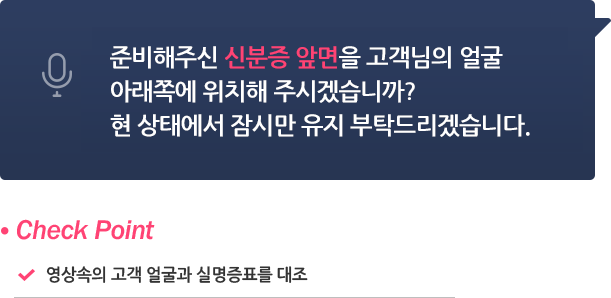 준비해주신 신분증 앞면을 고객님의 얼굴
아래쪽에 위치해 주시겠습니까?
현 상태에서 잠시만 유지 부탁드리겠습니다.
• Check Point
영상속의 고객 얼굴과 실명증표를 대조